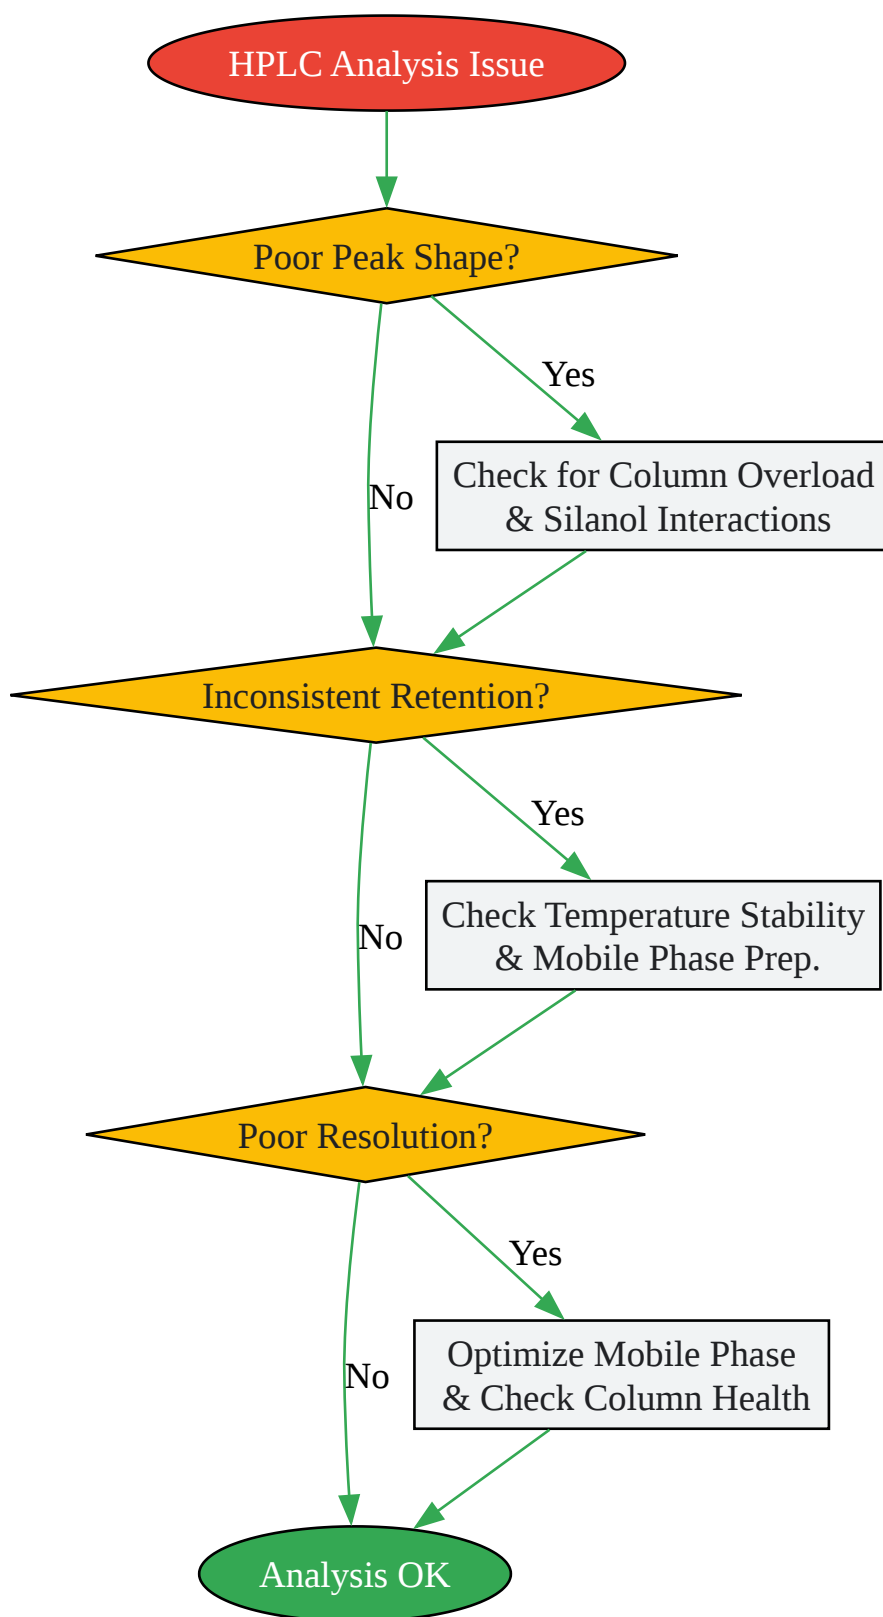 HPLC Analysis Issue
Poor Peak Shape?
Yes
Check for Column Overload
& Silanol Interactions
No
Inconsistent Retention?
Yes
Check Temperature Stability
& Mobile Phase Prep.
No
Poor Resolution?
Yes
Optimize Mobile Phase
& Check Column Health
No
Analysis OK